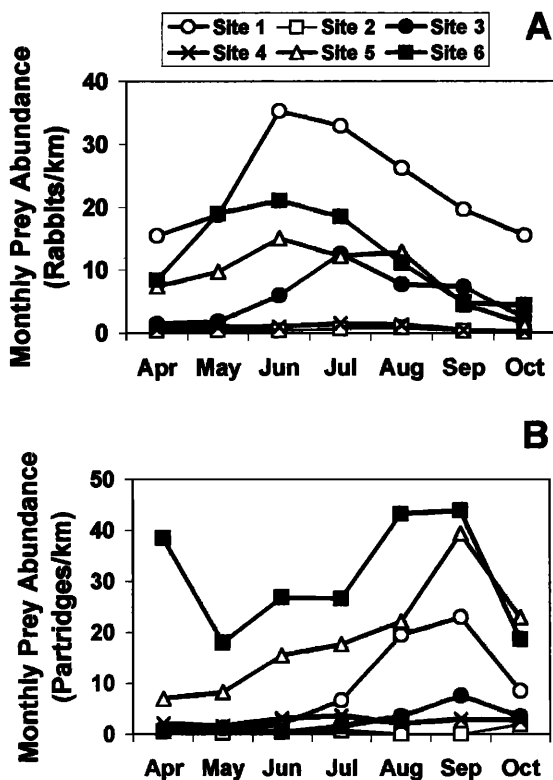 A
Site 1 Site 2 Site 3
Site 4 Site 5 Site 6
Monthly Prey Abundance
(Rabbits/km)
40
30
20
10
0
Apr May Jun Jul Aug Sep Oct
B
Monthly Prey Abundance
(Partridges/km)
50
40
30
20
10
0
Apr May Jun Jul Aug Sep Oct